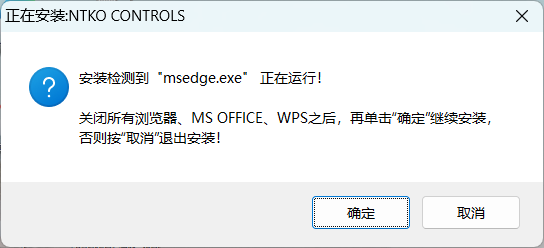 正在安装:NTKO CONTROLS
安装检测到 "msedge.exe" 正在运行！
关闭所有浏览器、MS OFFICE、WPS之后，再单击“确定”继续安装，
否则按“取消”退出安装！
确定
取消